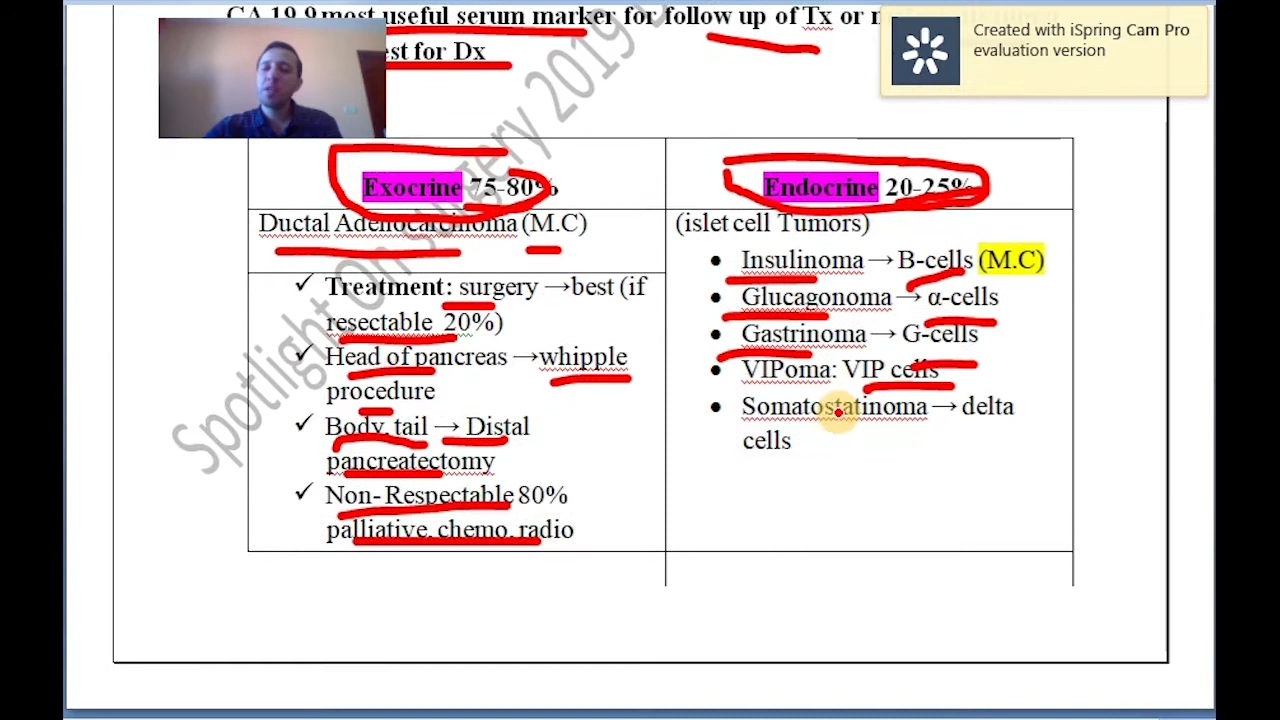 CA 19.9 most useful serum marker for follow up of Tx or
est for Dx
Created with iSpring Cam Pro
evaluation version
Spotlight On Surgery 2019
Exocrine 75-80%
Endocrine 20-25%
Ductal Adenocarcinoma (M.C)
(islet cell Tumors)
• Insulinoma → B-cells (M.C)
• Glucagonoma → α-cells
• Gastrinoma → G-cells
• VIPoma: VIP cells
• Somatostatinoma → delta
cells
✓ Treatment: surgery →best (if
resectable 20%)
✓ Head of pancreas →whipple
procedure
✓ Body, tail → Distal
pancreatectomy
✓ Non- Respectable 80%
palliative, chemo, radio